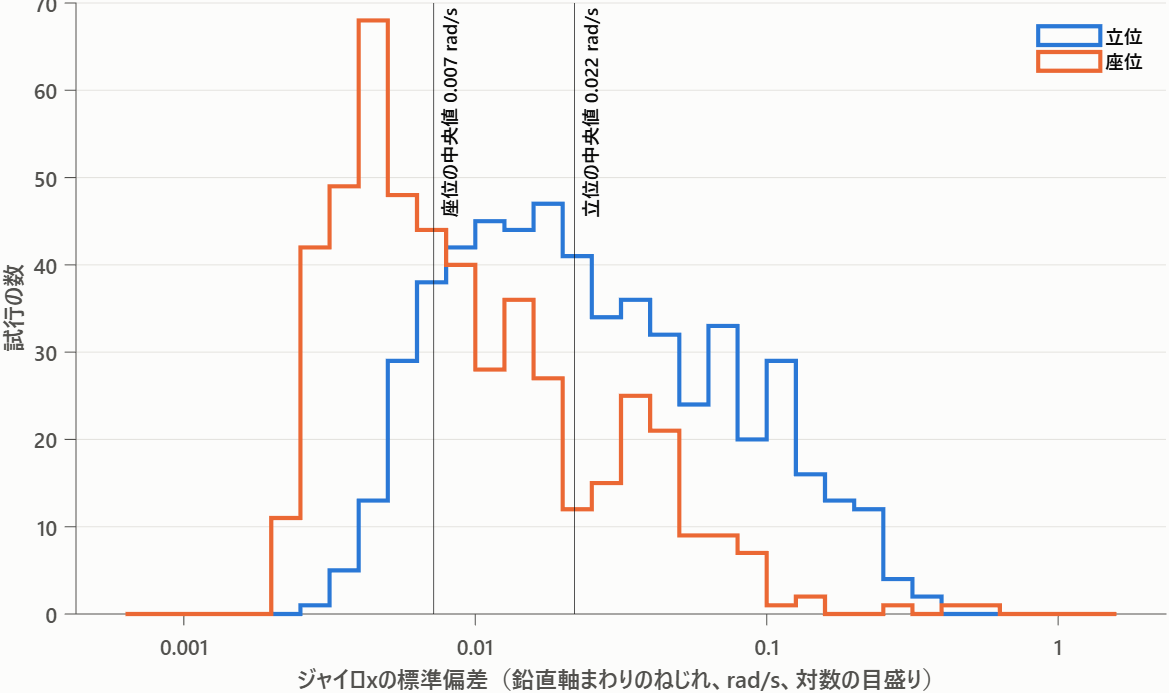 70
60
50
40
30
20
10
0
試行の数
座位の中央値 0.007 rad/s
立位の中央値 0.022 rad/s
立位
座位
0.001
0.01
0.1
1
ジャイロxの標準偏差（鉛直軸まわりのねじれ、rad/s、対数の目盛り）